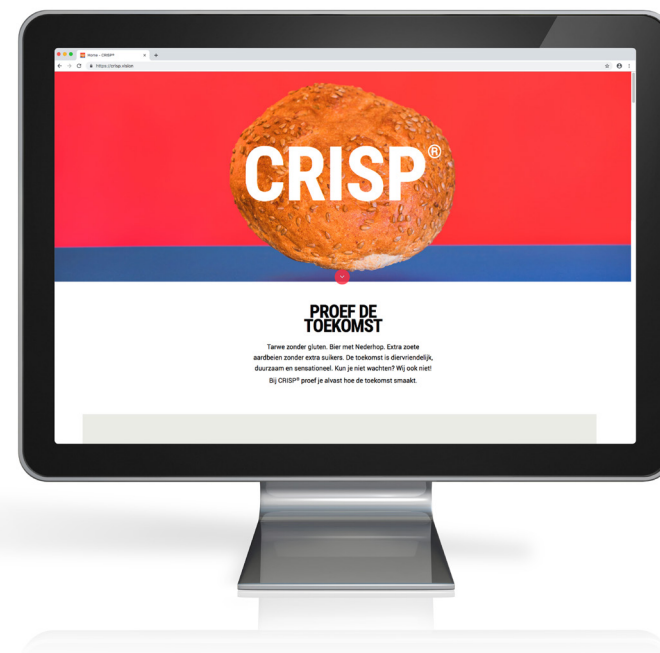 Home - CRISP®
https://crisp.vision
CRISP®
PROEF DE
TOEKOMST
Tarwe zonder gluten. Bier met Nederhop. Extra zoete
aardbeien zonder extra suikers. De toekomst is diervriendelijk,
duurzaam en sensationeel. Kun je niet wachten? Wij ook niet!
Bij CRISP® proef je alvast hoe de toekomst smaakt.